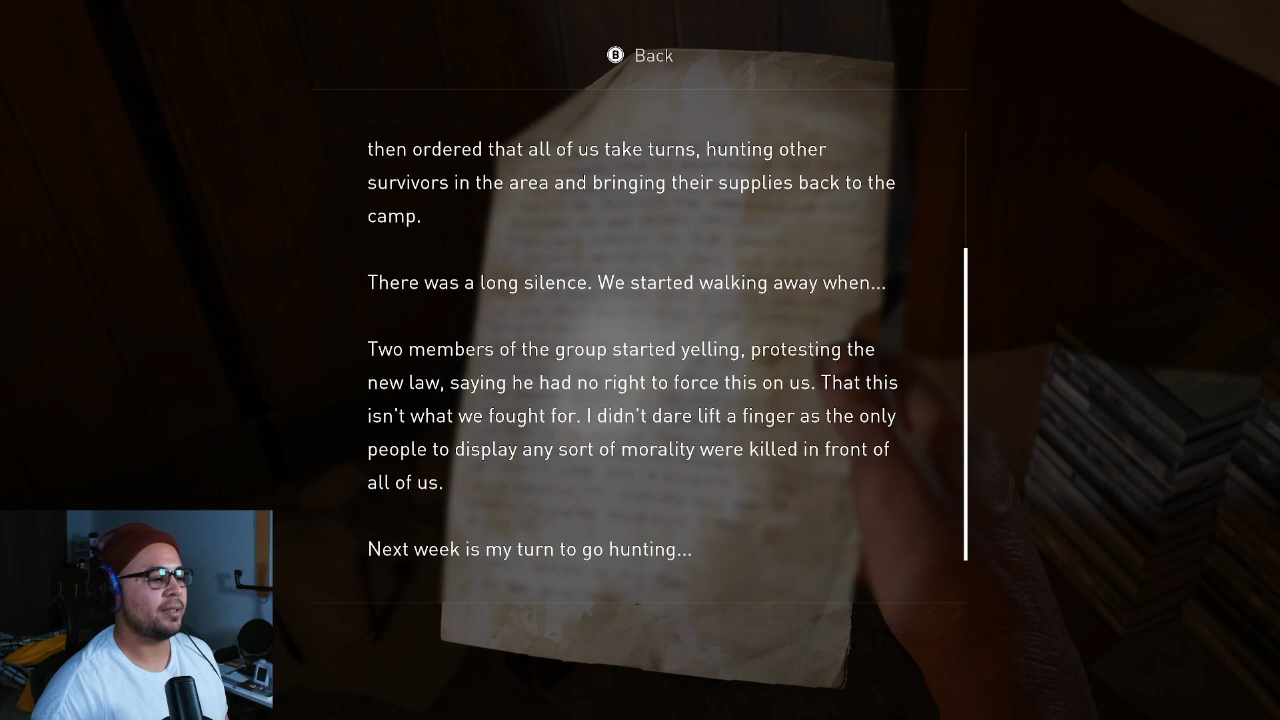 B Back
then ordered that all of us take turns, hunting other
survivors in the area and bringing their supplies back to the
camp.
There was a long silence. We started walking away when...
Two members of the group started yelling, protesting the
new law, saying he had no right to force this on us. That this
isn't what we fought for. I didn't dare lift a finger as the only
people to display any sort of morality were killed in front of
all of us.
Next week is my turn to go hunting...